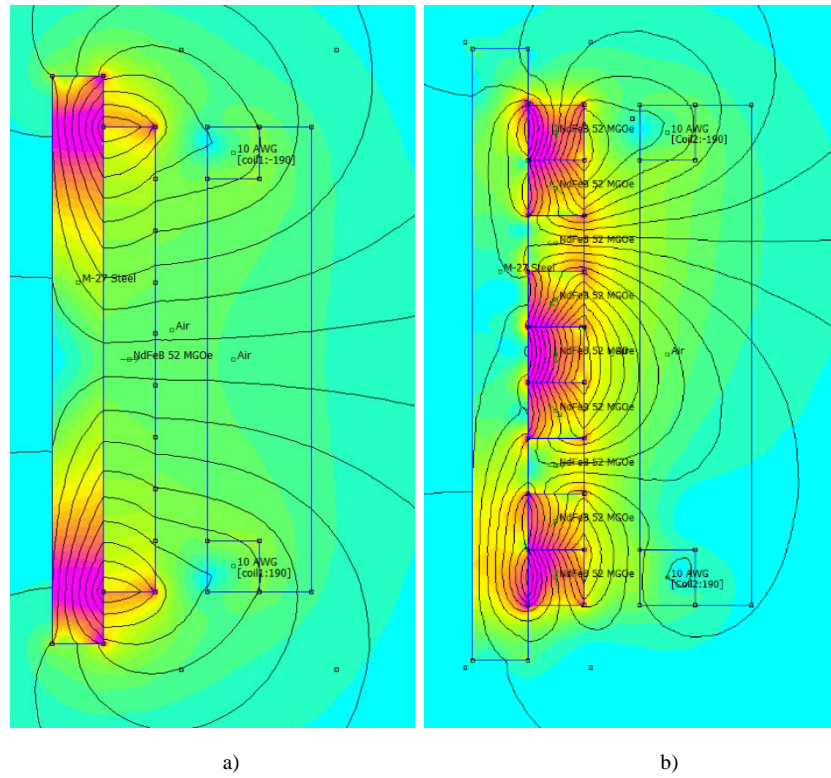 10 AWG
[coil1:-190]
M-27 Steel
Air
NdFeB 52 MGOe
Air
10 AWG
[coil1:190]
a)
NdFeB 52 MGOe
10 AWG
[Coil2:-190]
NdFeB 52 MGOe
NdFeB 52 MGOe
M-27 Steel
NdFeB 52 MGOe
NdFeB 52
Air
NdFeB 52 MGOe
NdFeB 52 MGOe
NdFeB 52 MGOe
NdFeB 52 MGOe
10 AWG
[Coil2:190]
b)